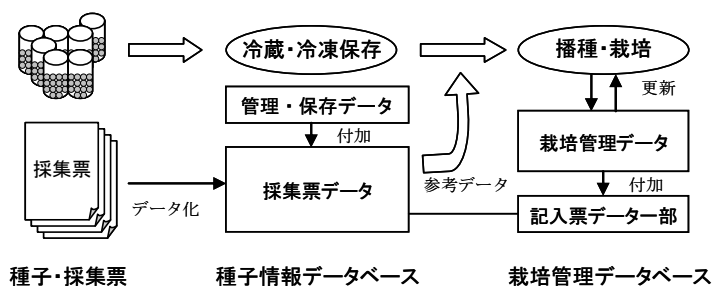 冷蔵・冷凍保存
播種・栽培
更新
管理・保存データ
付加
栽培管理データ
採集票
採集票データ
参考データ
データ化
付加
記入票データ一部
種子・採集票
種子情報データベース
栽培管理データベース